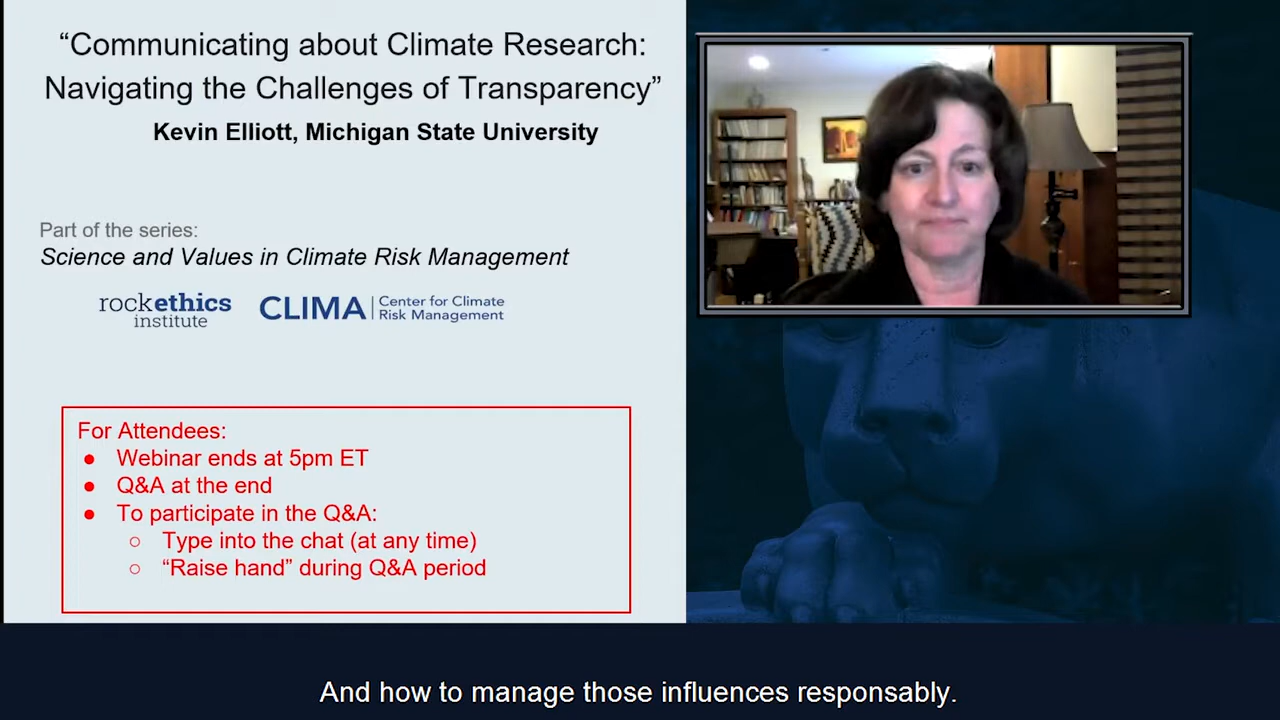 “Communicating about Climate Research:
Navigating the Challenges of Transparency”
Kevin Elliott, Michigan State University
Part of the series:
Science and Values in Climate Risk Management
rockethics
institute
CLIMA | Center for Climate
Risk Management
For Attendees:
● Webinar ends at 5pm ET
● Q&A at the end
● To participate in the Q&A:
○ Type into the chat (at any time)
○ “Raise hand” during Q&A period
And how to manage those influences responsably.